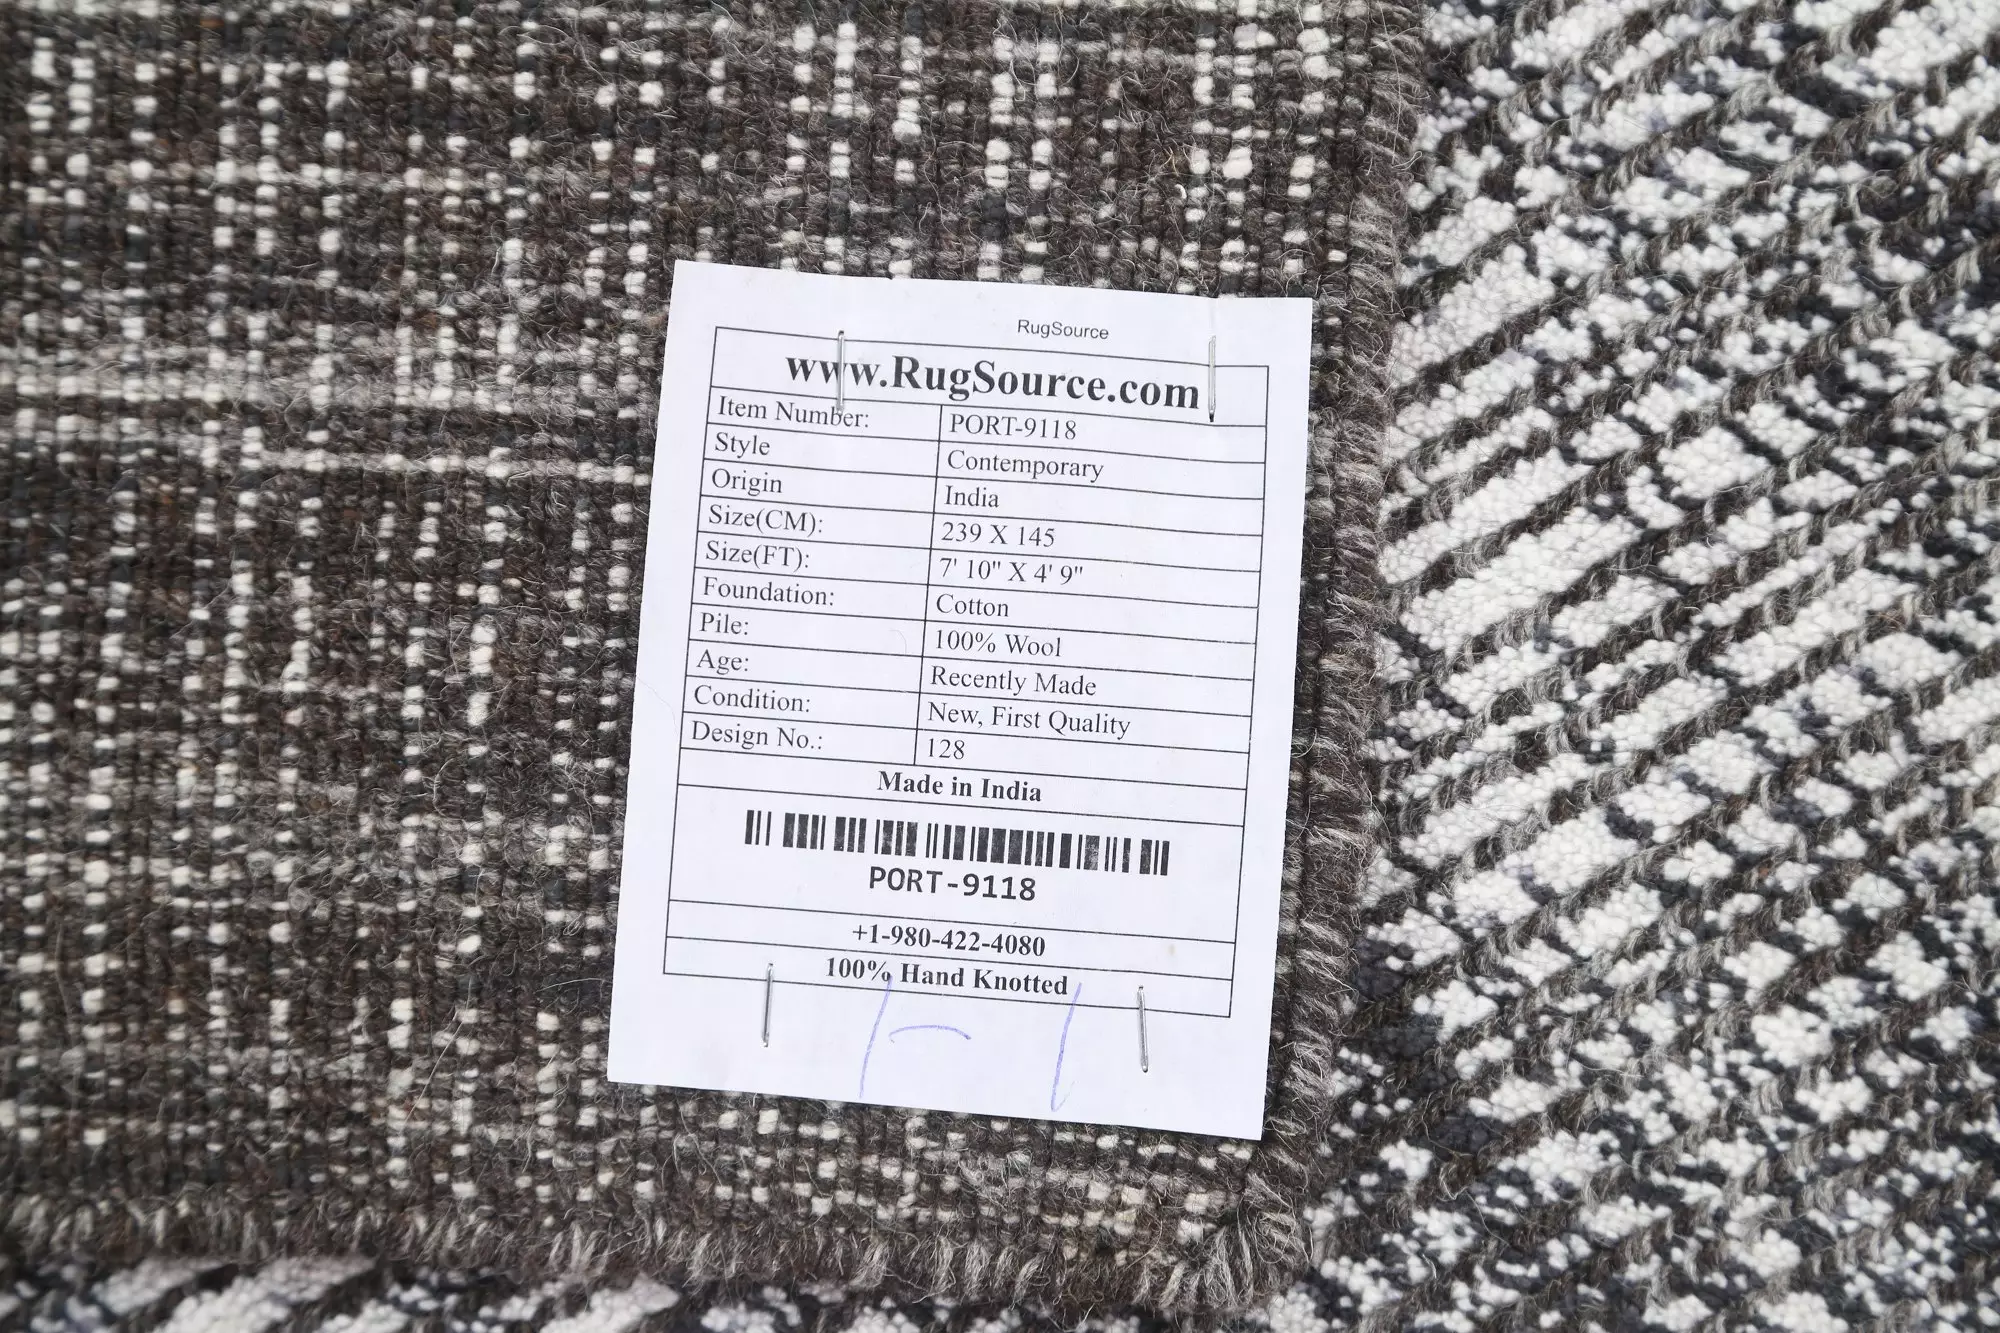 RugSource
www.RugSource.com
Item Number: PORT-9118
Style Contemporary
Origin India
Size(CM): 239 X 145
Size(FT): 7' 10" X 4' 9"
Foundation: Cotton
Pile: 100% Wool
Age: Recently Made
Condition: New, First Quality
Design No.: 128
Made in India
PORT-9118
+1-980-422-4080
100% Hand Knotted
1-1